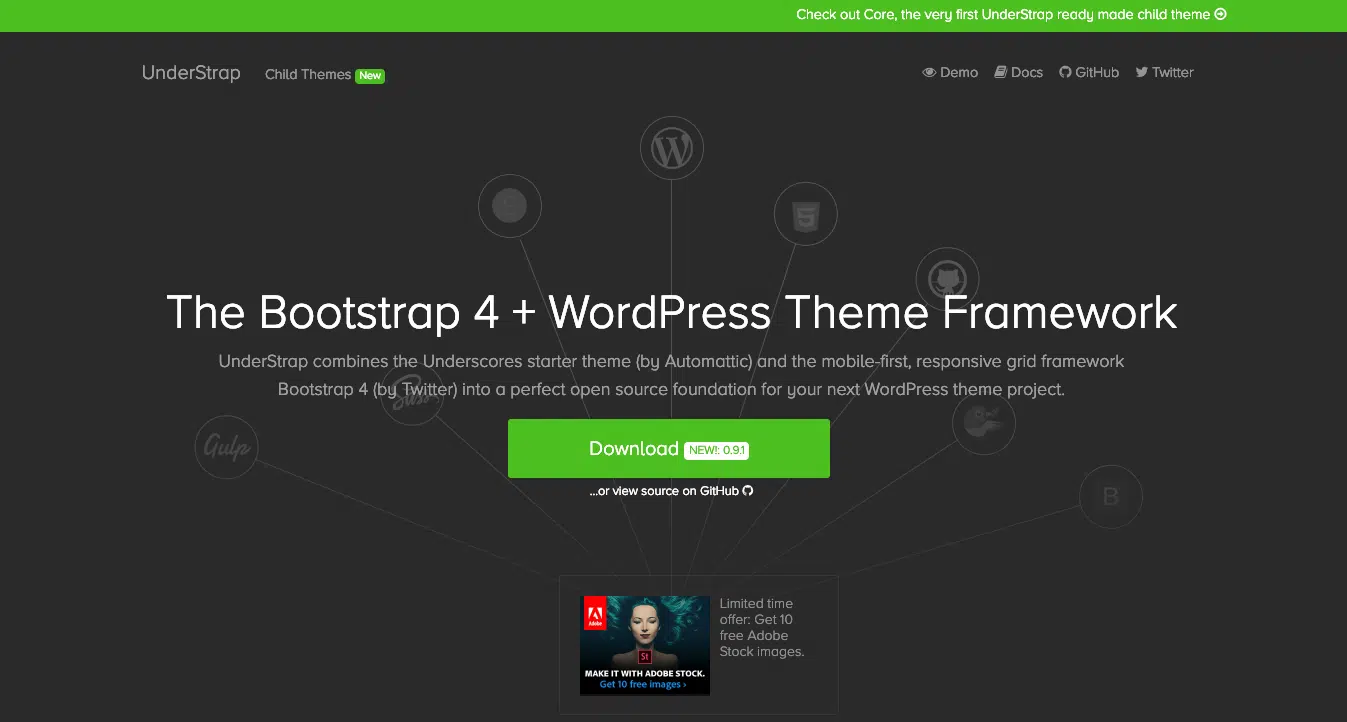 Check out Core, the very first UnderStrap ready made child theme
UnderStrap Child Themes New Demo Docs GitHub Twitter
W
5
The Bootstrap 4 + WordPress Theme Framework
UnderStrap combines the Underscores starter theme (by Automattic) and the mobile-first, responsive grid framework
Bootstrap 4 (by Twitter) into a perfect open source foundation for your next WordPress theme project.
Sass
Gulp
Download NEW!: 0.9.1
...or view source on GitHub
B
Adobe
St
MAKE IT WITH ADOBE STOCK.
Get 10 free images ›
Limited time
offer: Get 10
free Adobe
Stock images.